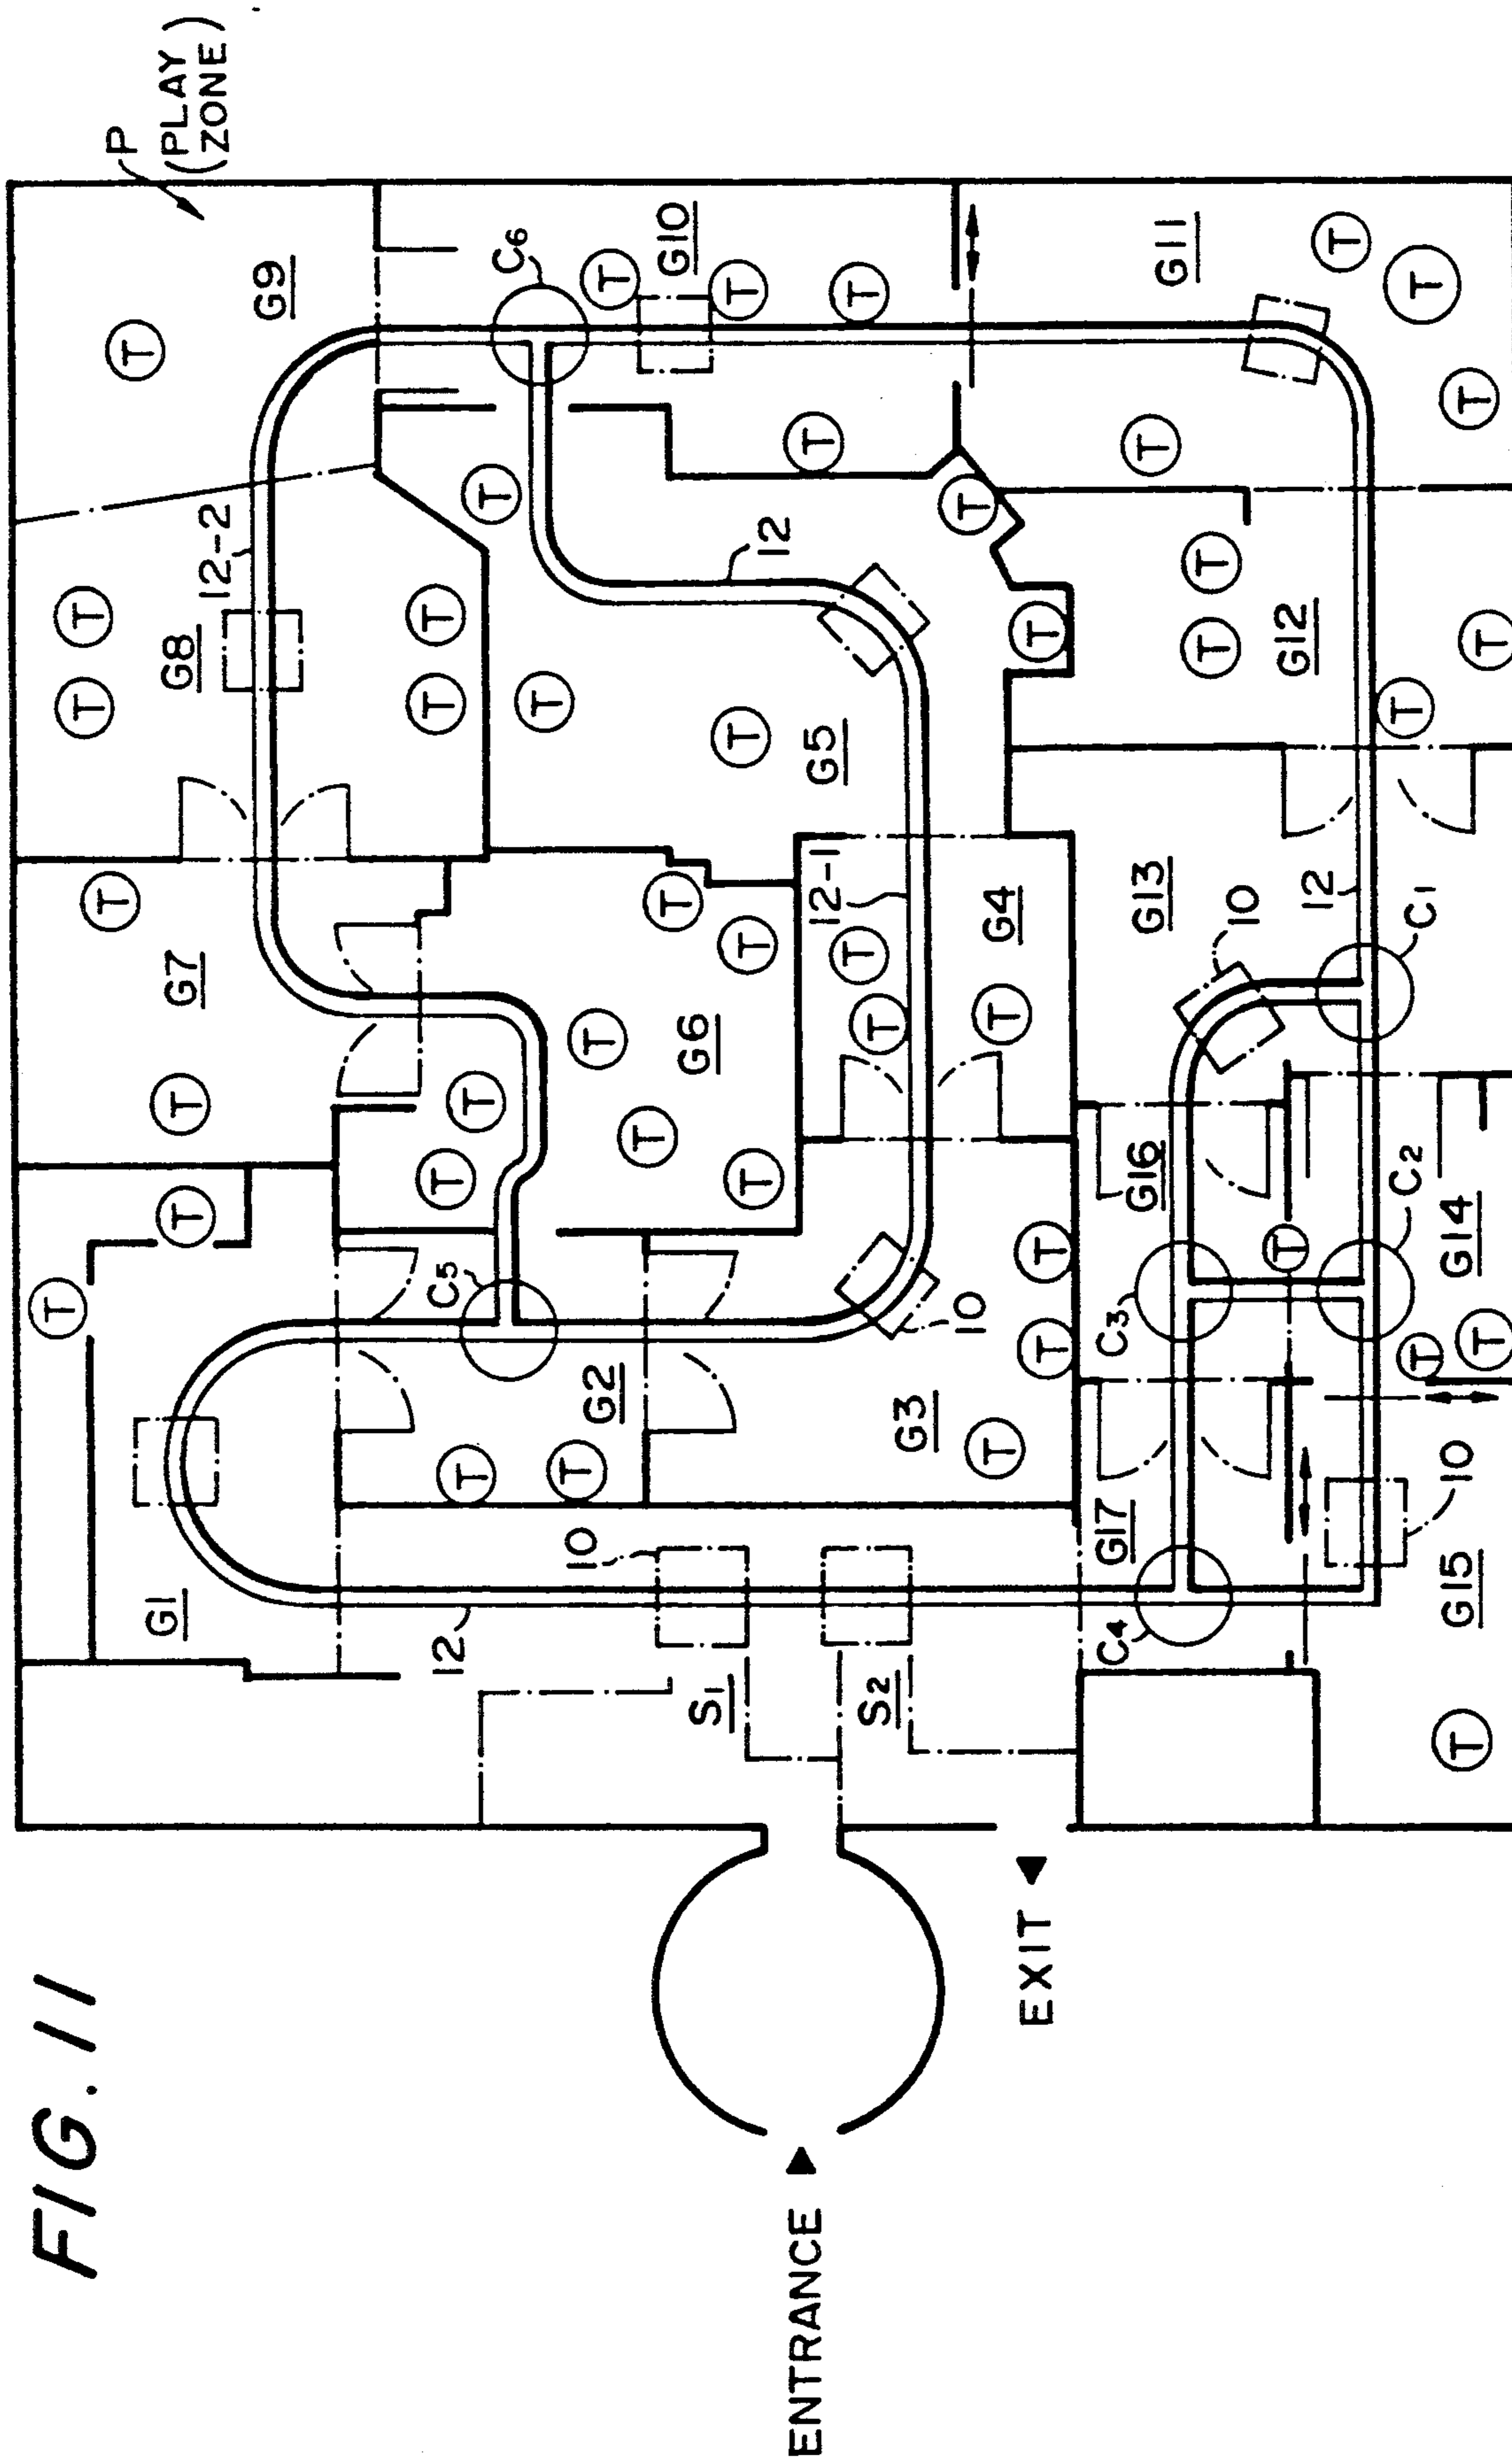 FIG. 11
T
T
T
T
T
P
(PLAY ZONE)
G1
T
T
G7
G8
12-2
G9
12
T
C5
T
T
T
T
T
C6
T
10
T
G2
T
T
T
G6
T
G10
S1
T
T
T
12
T
ENTRANCE
12-1
G5
T
S2
T
T
T
G3
10
T
T
G4
T
EXIT
T
T
T
C4
G17
C3
G16
G13
T
G11
T
T
10
T
G12
12
T
T
C2
C1
T
T
T
G15
10
T
G14
T
T